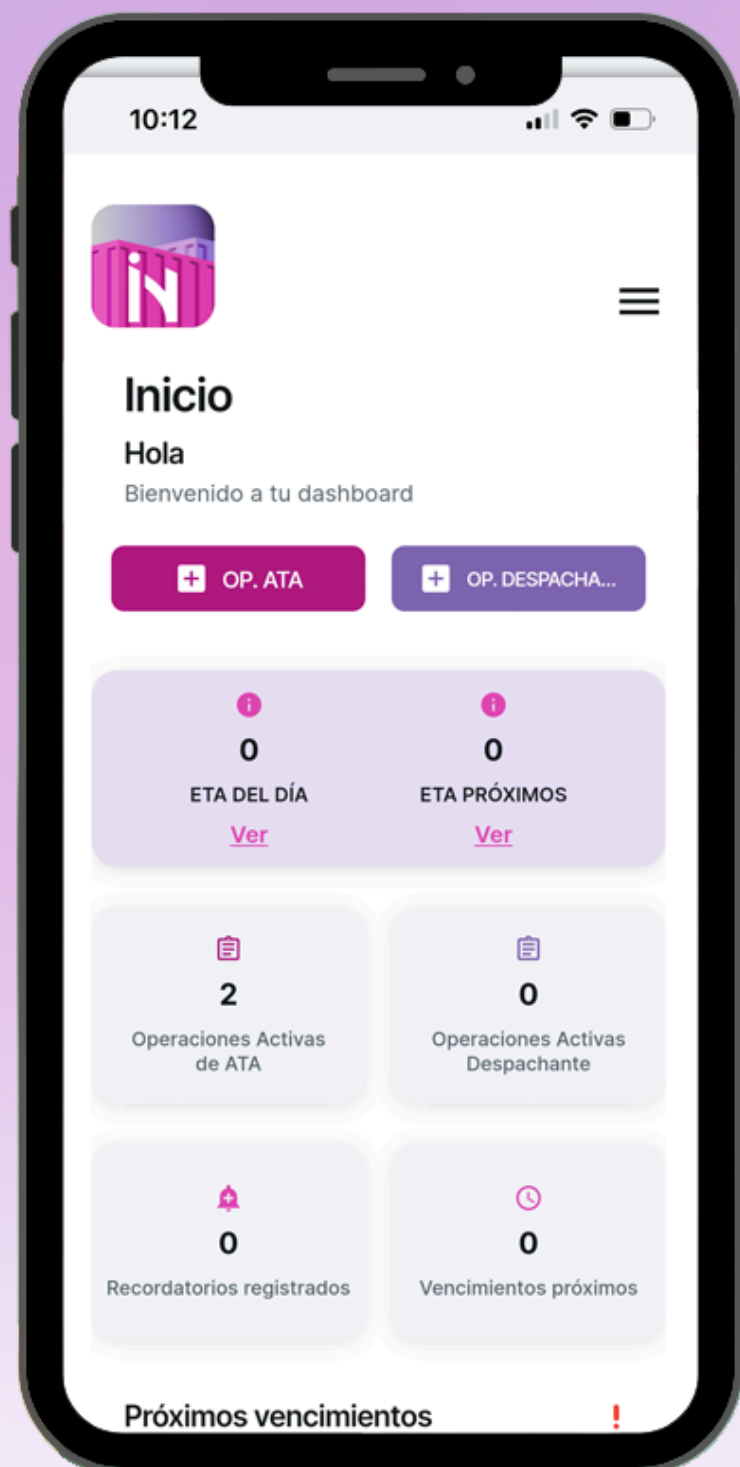 10:12
iN
Inicio
Hola
Bienvenido a tu dashboard
OP. ATA
OP. DESPACHA...
0
0
ETA DEL DÍA
ETA PRÓXIMOS
Ver
Ver
2
0
Operaciones Activas
de ATA
Operaciones Activas
Despachante
0
0
Recordatorios registrados
Vencimientos próximos
Próximos vencimientos